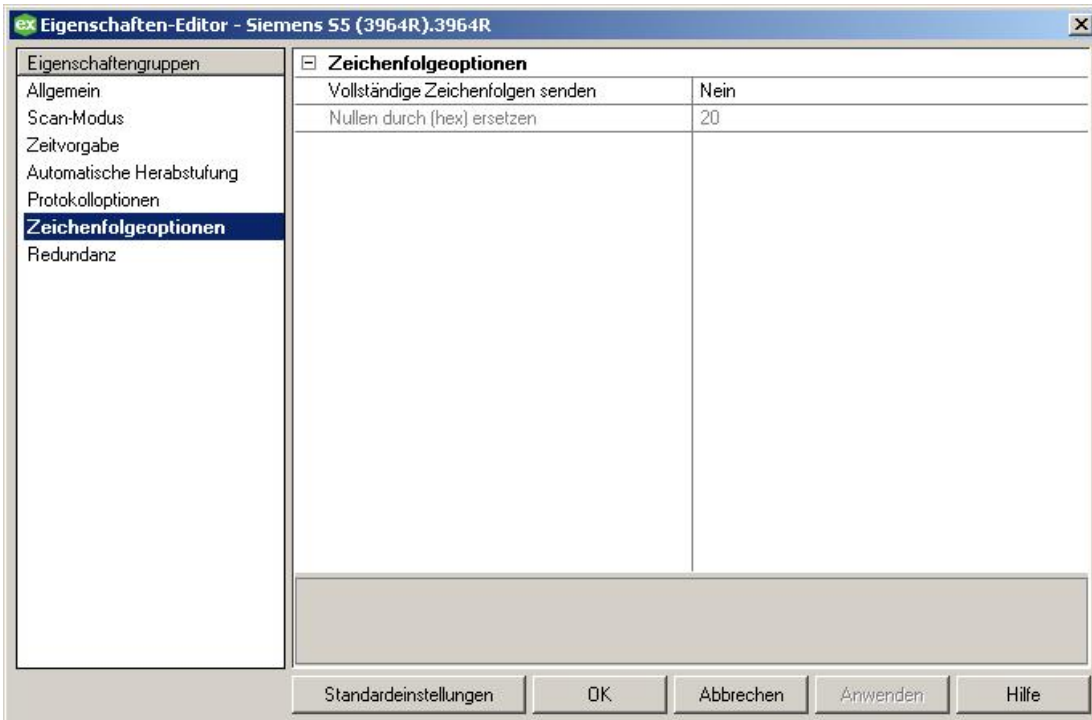 ex Eigenschaften-Editor - Siemens S5 (3964R).3964R
Eigenschaftengruppen
Allgemein
Scan-Modus
Zeitvorgabe
Automatische Herabstufung
Protokolloptionen
Zeichenfolgeoptionen
Redundanz
Zeichenfolgeoptionen
Vollständige Zeichenfolgen senden Nein
Nullen durch (hex) ersetzen 20
Standardeinstellungen OK Abbrechen Anwenden Hilfe